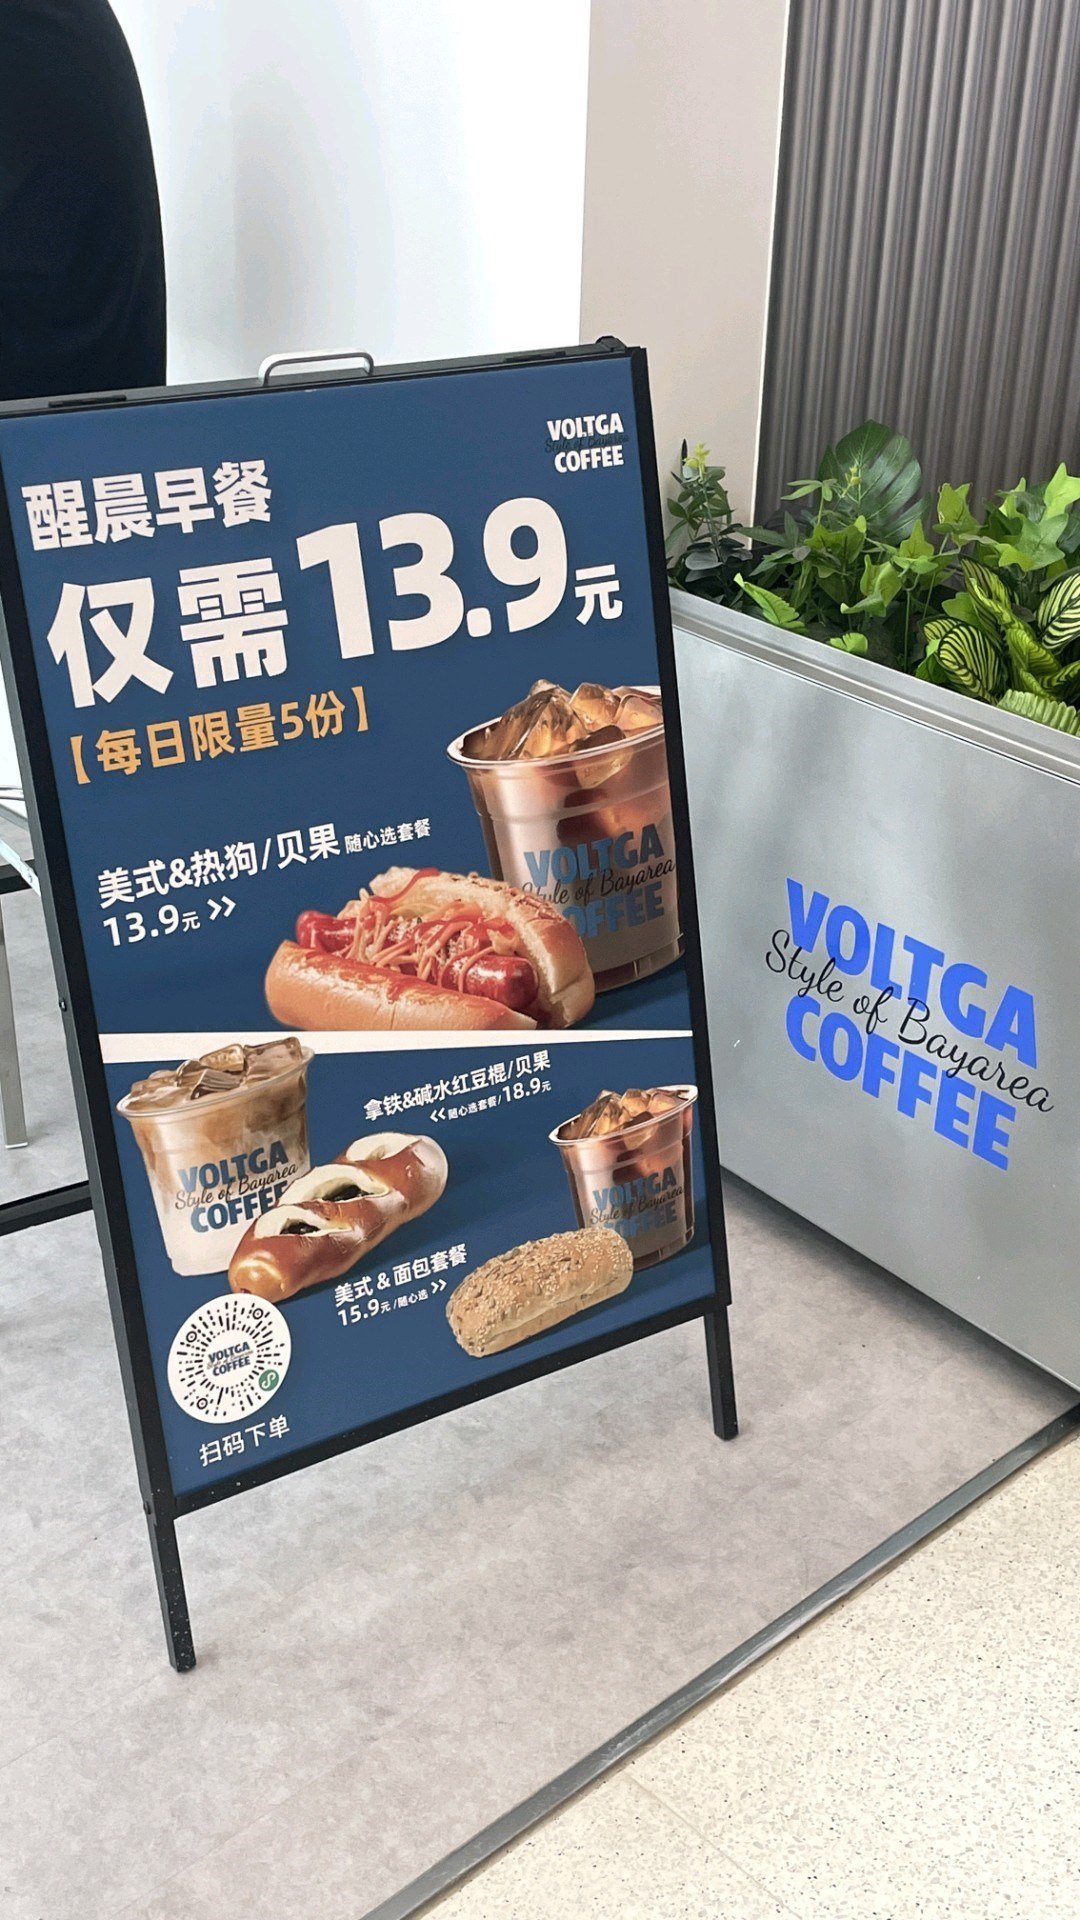 VOLTGA
Style of Bayarea
COFFEE
醒晨早餐
仅需13.9元
【每日限量5份】
美式&热狗/贝果 随心选套餐
13.9元 >>
VOLTGA
Style of Bayarea
COFFEE
拿铁&碱水红豆棍/贝果
<< 随心选套餐/18.9元
VOLTGA
Style of Bayarea
COFFEE
VOLTGA
Style of Bayarea
COFFEE
美式 & 面包套餐
15.9元 /随心选 >>
VOLTGA
COFFEE
扫码下单
VOLTGA
Style of Bayarea
COFFEE